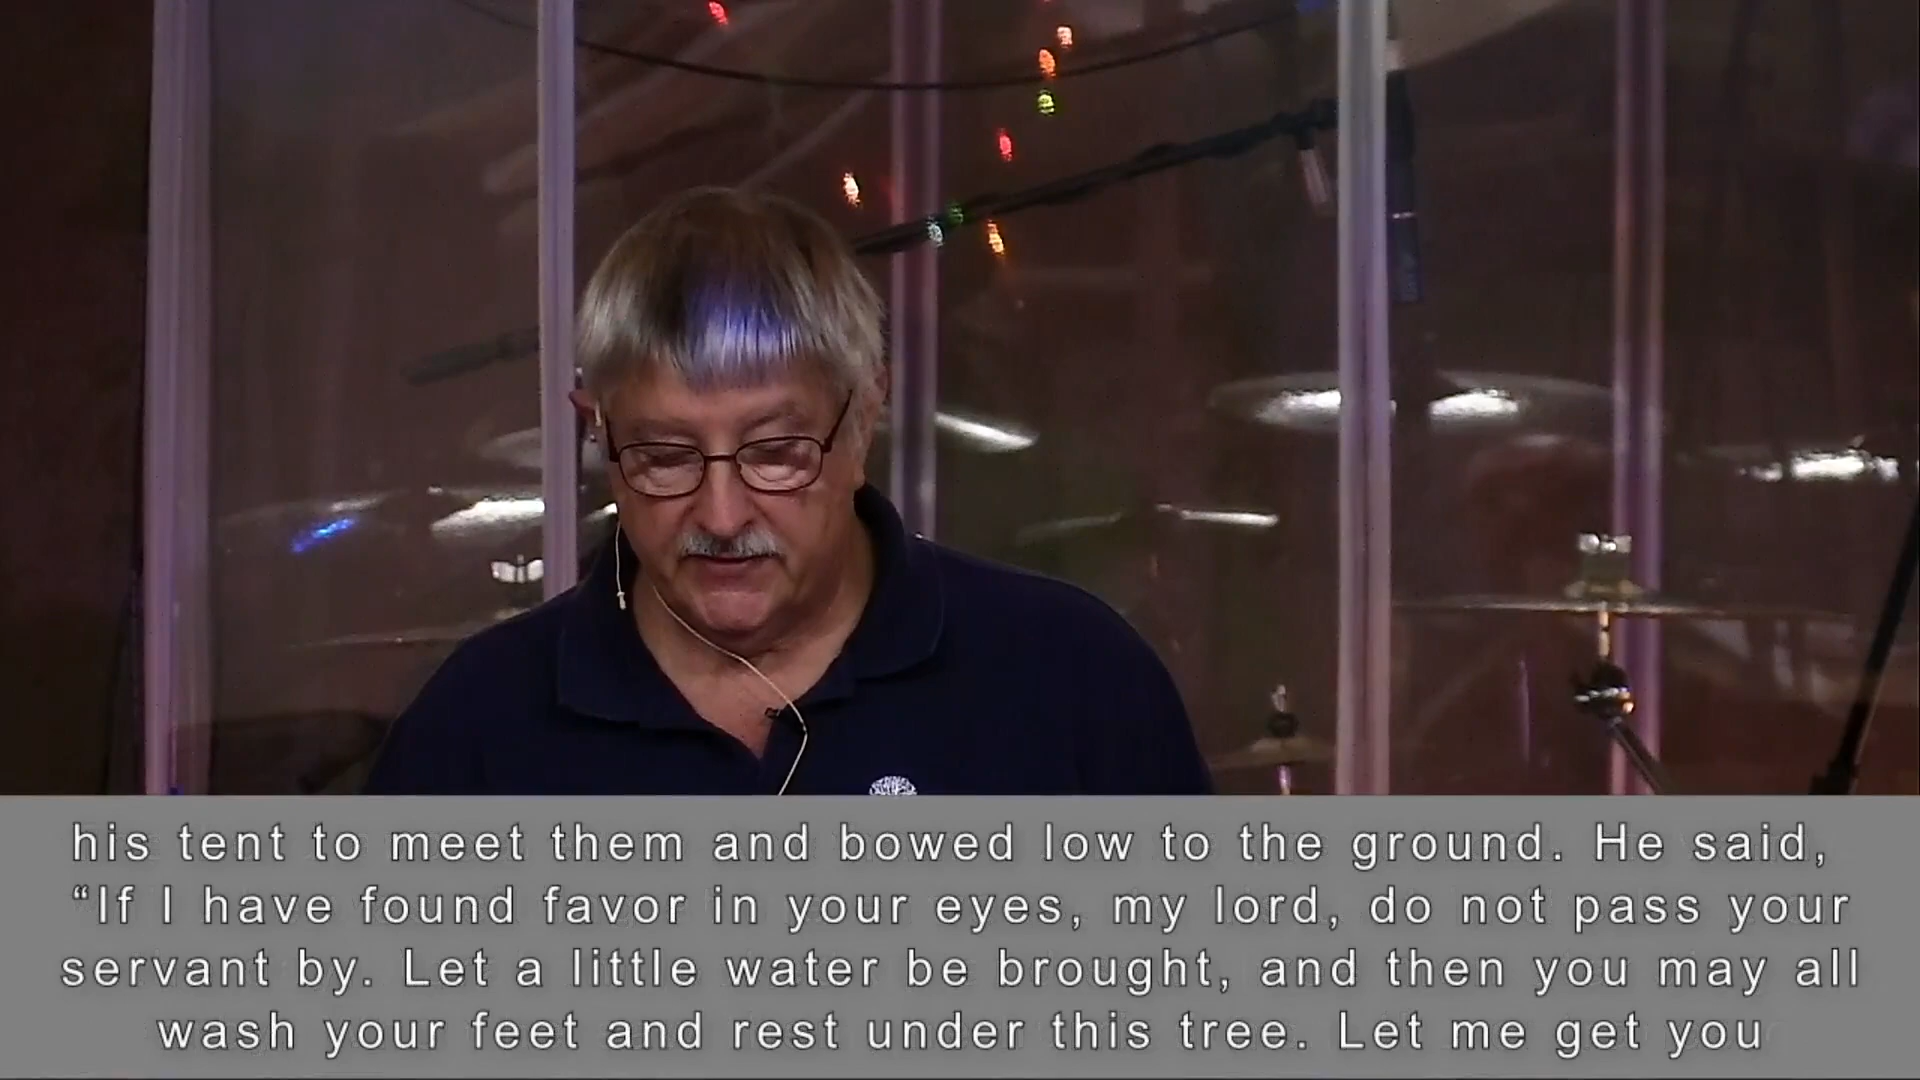 his tent to meet them and bowed low to the ground. He said,
“If I have found favor in your eyes, my lord, do not pass your
servant by. Let a little water be brought, and then you may all
wash your feet and rest under this tree. Let me get you